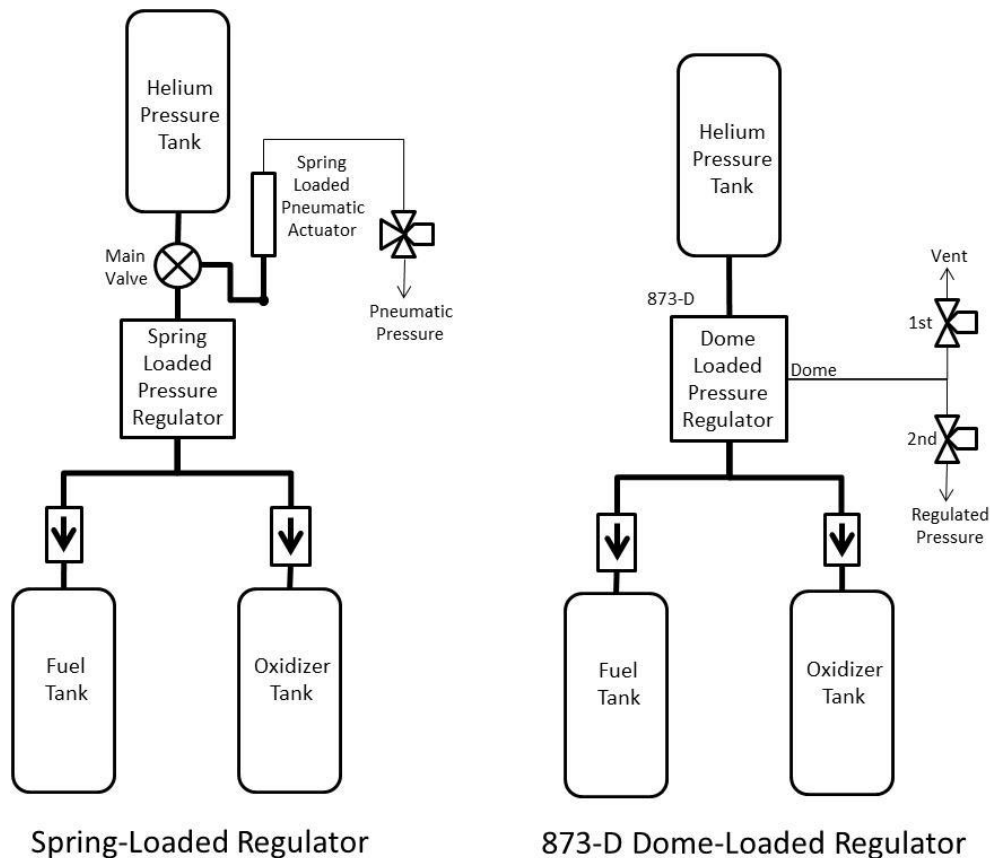 Helium
Pressure
Tank
Spring
Loaded
Pneumatic
Actuator
Main
Valve
Pneumatic
Pressure
Spring
Loaded
Pressure
Regulator
Fuel
Tank
Oxidizer
Tank
Spring-Loaded Regulator
Helium
Pressure
Tank
873-D
Dome
Loaded
Pressure
Regulator
Dome
Vent
1st
2nd
Regulated
Pressure
Fuel
Tank
Oxidizer
Tank
873-D Dome-Loaded Regulator